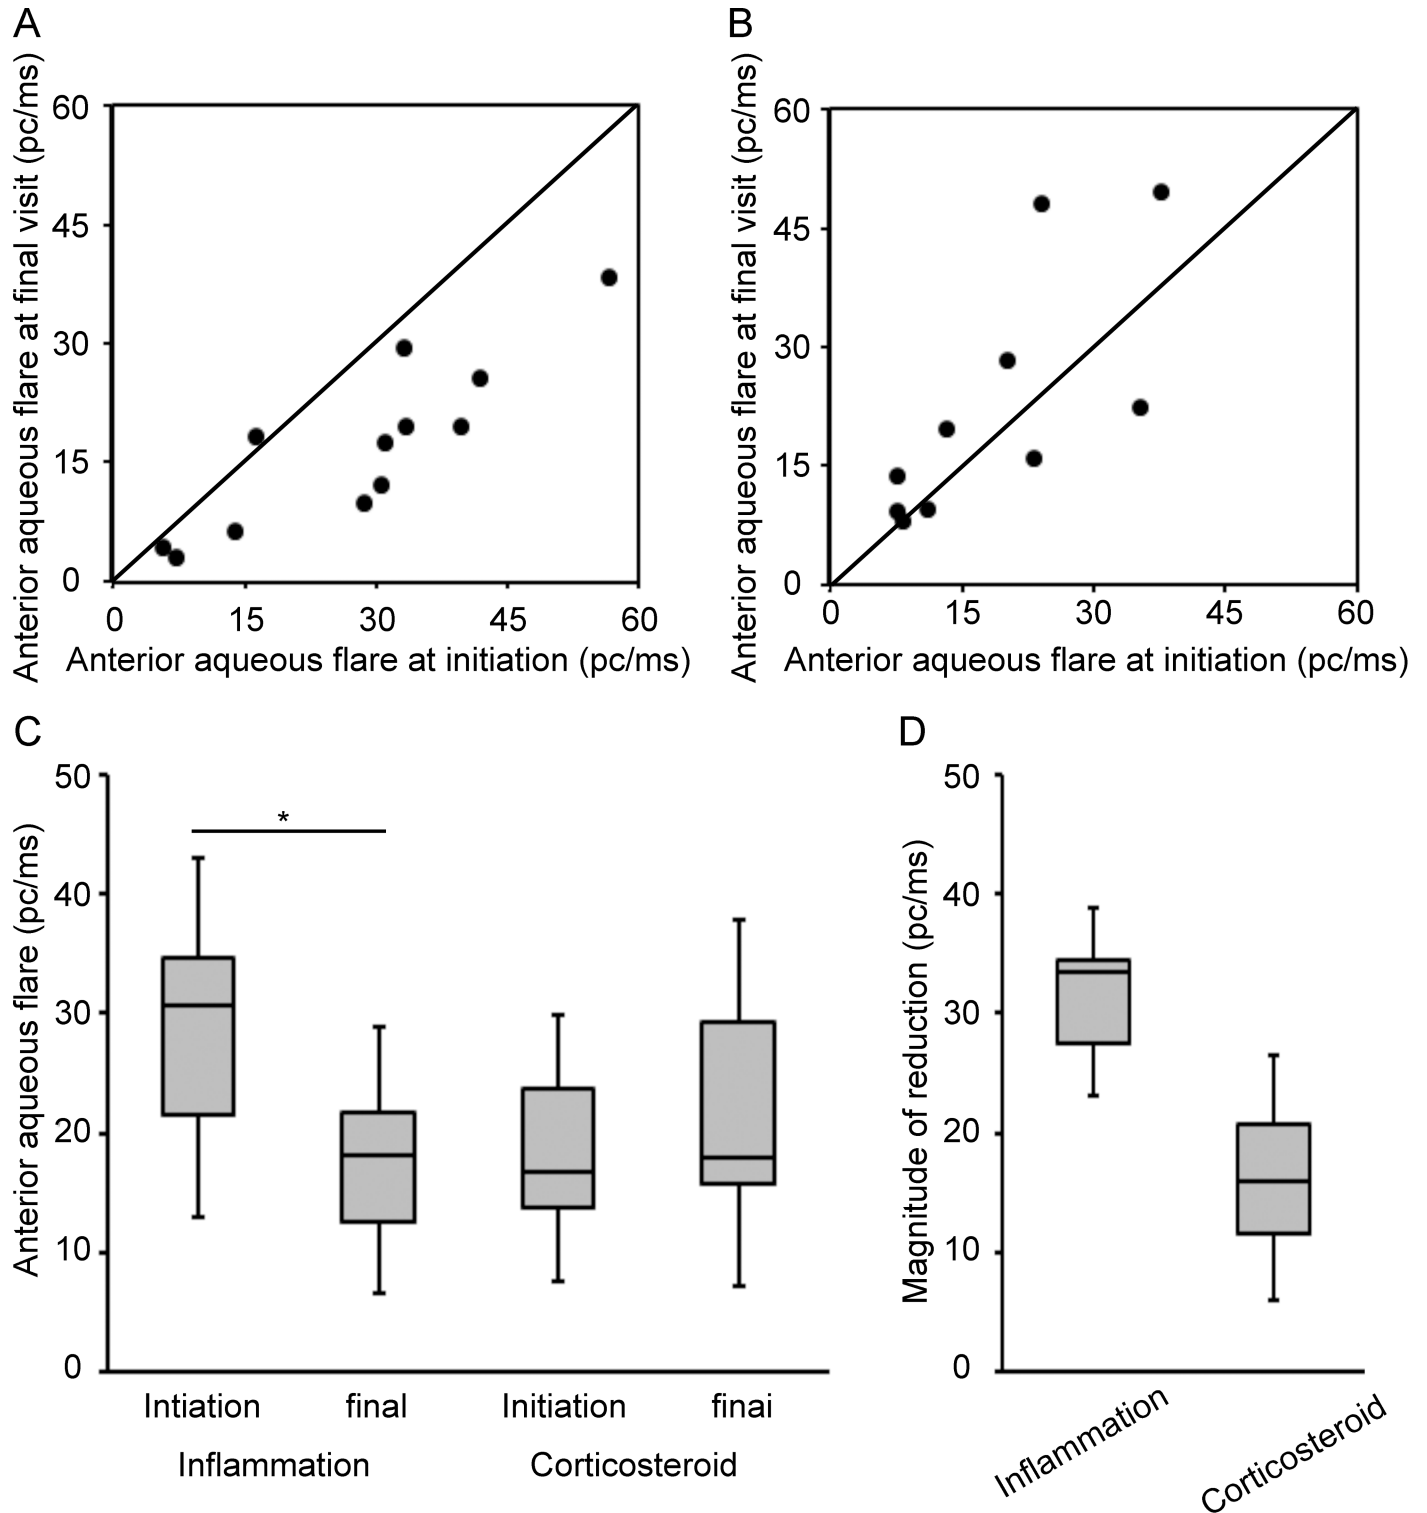 A
Anterior aqueous flare at final visit (pc/ms)
60
45
30
15
0
0 15 30 45 60
Anterior aqueous flare at initiation (pc/ms)
B
Anterior aqueous flare at final visit (pc/ms)
60
45
30
15
0
0 15 30 45 60
Anterior aqueous flare at initiation (pc/ms)
C
Anterior aqueous flare (pc/ms)
50
40
30
20
10
0
*
Intiation final Initiation finai
Inflammation Corticosteroid
D
Magnitude of reduction (pc/ms)
50
40
30
20
10
0
Inflammation
Corticosteroid